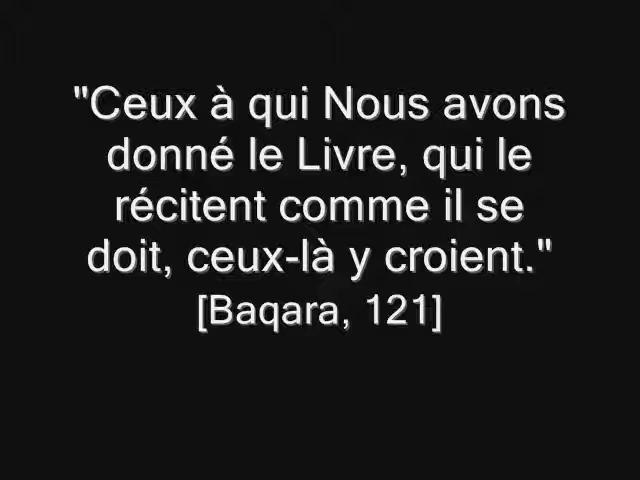 "Ceux à qui Nous avons
donné le Livre, qui le
récitent comme il se
doit, ceux-là y croient."
[Baqara, 121]